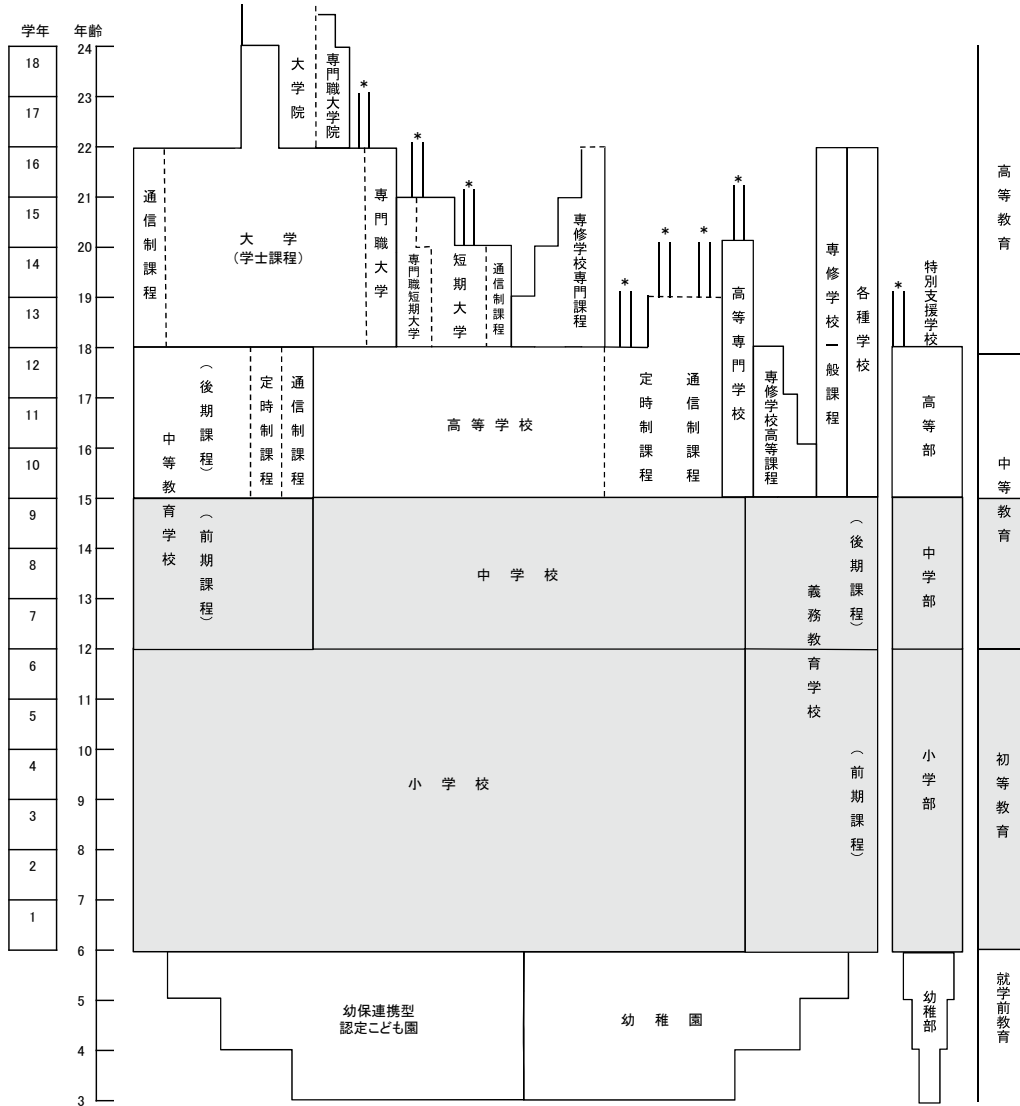 学年
年齢
18
17
16
15
14
13
12
11
10
9
8
7
6
5
4
3
2
1
24
23
22
21
20
19
18
17
16
15
14
13
12
11
10
9
8
7
6
5
4
3
大学院
専門職大学院
*
*
*
*
*
*
*
*
通信制課程
大学
(学士課程)
専門職大学
専門職短期大学
短期大学
通信制課程
専修学校専門課程
高等専門学校
専修学校一般課程
各種学校
特別支援学校
中等教育学校
(後期課程)
定時制課程
通信制課程
高等学校
定時制課程
通信制課程
専修学校高等課程
高等部
(前期課程)
中学校
義務教育学校
(後期課程)
中学部
小学校
(前期課程)
小学部
幼保連携型
認定こども園
幼稚園
幼稚部
高等教育
中等教育
初等教育
就学前教育